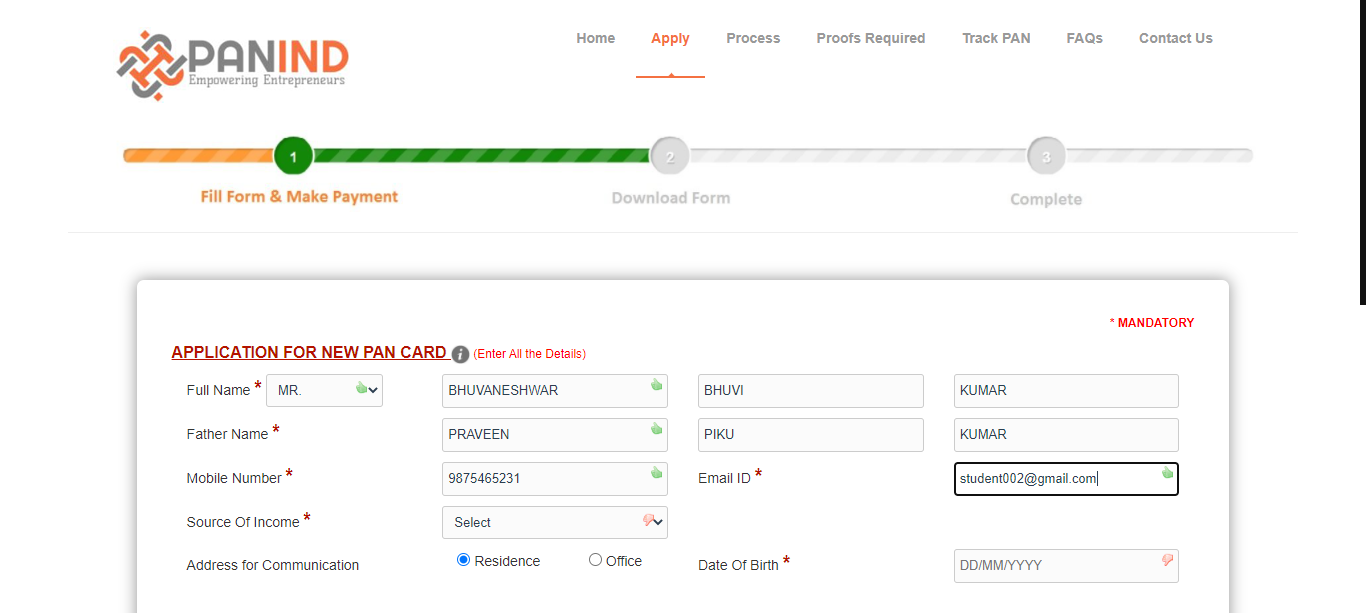 PANIND
Empowering Entrepreneurs
Home Apply Process Proofs Required Track PAN FAQs Contact Us
1 2 3
Fill Form & Make Payment Download Form Complete
* MANDATORY
APPLICATION FOR NEW PAN CARD i (Enter All the Details)
Full Name * MR. BHUVANESHWAR BHUVI KUMAR
Father Name * PRAVEEN PIKU KUMAR
Mobile Number * 9875465231 Email ID * student002@gmail.com
Source Of Income * Select
Address for Communication Residence Office Date Of Birth * DD/MM/YYYY